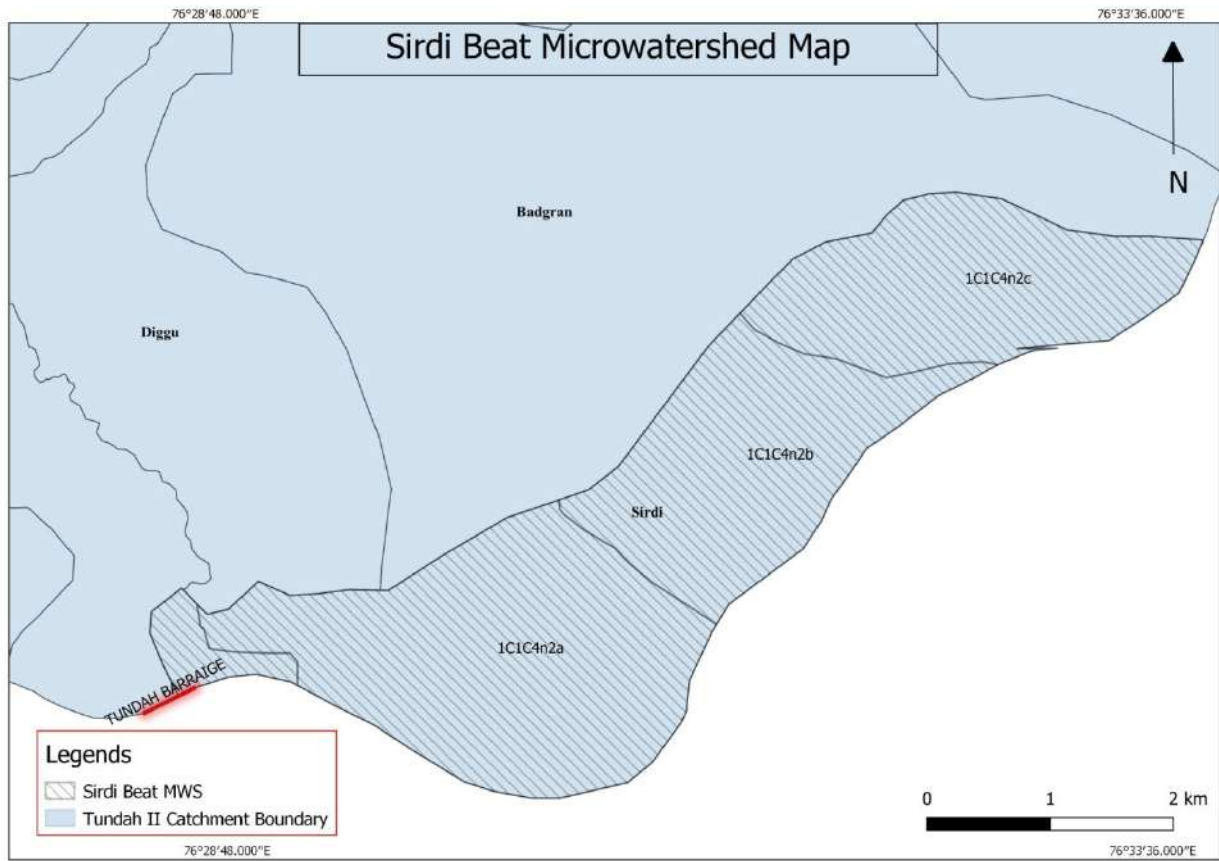 76°28'48.000"E
76°33'36.000"E
Sirdi Beat Microwatershed Map
N
Badgran
1C1C4n2c
Diggu
1C1C4n2b
Sirdi
1C1C4n2a
TUNDAH BARRAIGE
Legends
Sirdi Beat MWS
Tundah II Catchment Boundary
0 1 2 km
76°28'48.000"E
76°33'36.000"E